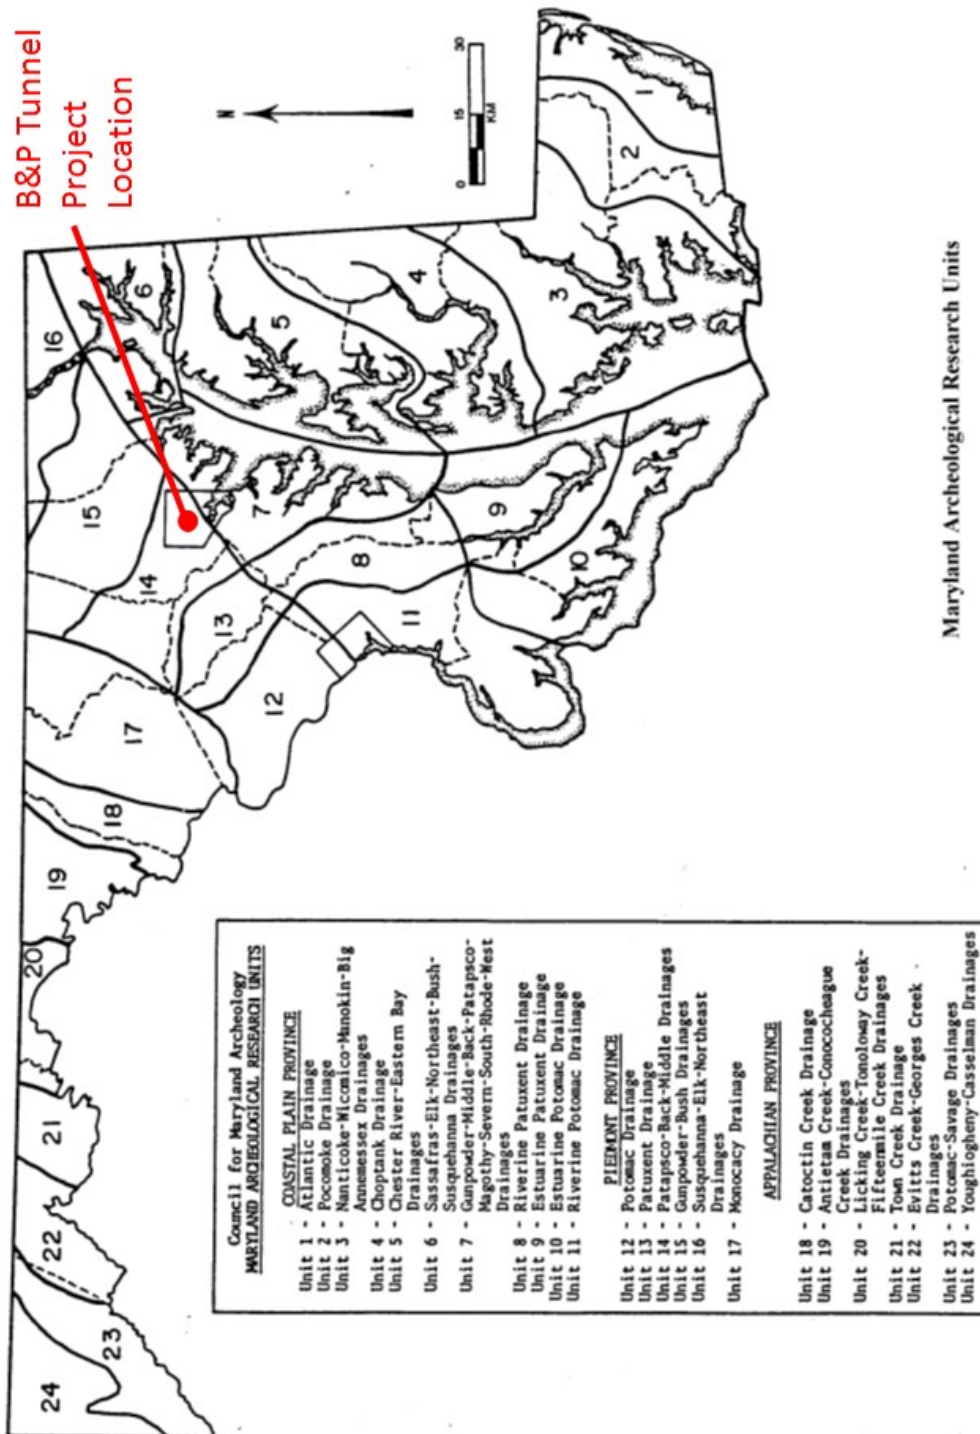 B&P Tunnel
Project
Location
N
0
15
30
KM
16
6
15
5
4
14
7
3
13
8
9
2
1
17
12
11
10
18
19
20
21
22
23
24
Council for Maryland Archeology
MARYLAND ARCHEOLOGICAL RESEARCH UNITS
COASTAL PLAIN PROVINCE
Unit 1 - Atlantic Drainage
Unit 2 - Pocomoke Drainage
Unit 3 - Nanticoke-Wicomico-Manokin-Big
Annemessex Drainages
Unit 4 - Choptank Drainage
Unit 5 - Chester River-Eastern Bay
Drainages
Unit 6 - Sassafras-Elk-Northeast-Bush-
Susquehanna Drainages
Unit 7 - Gunpowder-Middle-Back-Patapsco-
Magothy-Severn-South-Rhode-West
Drainages
Unit 8 - Riverine Patuxent Drainage
Unit 9 - Estuarine Patuxent Drainage
Unit 10 - Estuarine Potomac Drainage
Unit 11 - Riverine Potomac Drainage
PIEDMONT PROVINCE
Unit 12 - Potomac Drainage
Unit 13 - Patuxent Drainage
Unit 14 - Patapsco-Back-Middle Drainages
Unit 15 - Gunpowder-Bush Drainages
Unit 16 - Susquehanna-Elk-Northeast
Drainages
Unit 17 - Monocacy Drainage
APPALACHIAN PROVINCE
Unit 18 - Catoctin Creek Drainage
Unit 19 - Antietam Creek-Conococheague
Creek Drainages
Unit 20 - Licking Creek-Tonoloway Creek-
Fifteenmile Creek Drainages
Unit 21 - Town Creek Drainage
Unit 22 - Evitts Creek-Georges Creek
Drainages
Unit 23 - Potomac-Savage Drainages
Unit 24 - Youghiogheny-Casselman Drainages
Maryland Archeological Research Units